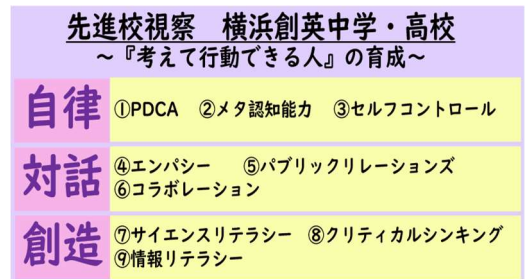 先進校視察 横浜創英中学・高校
～『考えて行動できる人』の育成～
自律
①PDCA ②メタ認知能力 ③セルフコントロール
対話
④エンパシー ⑤パブリックリレーションズ
⑥コラボレーション
創造
⑦サイエンスリテラシー ⑧クリティカルシンキング
⑨情報リテラシー